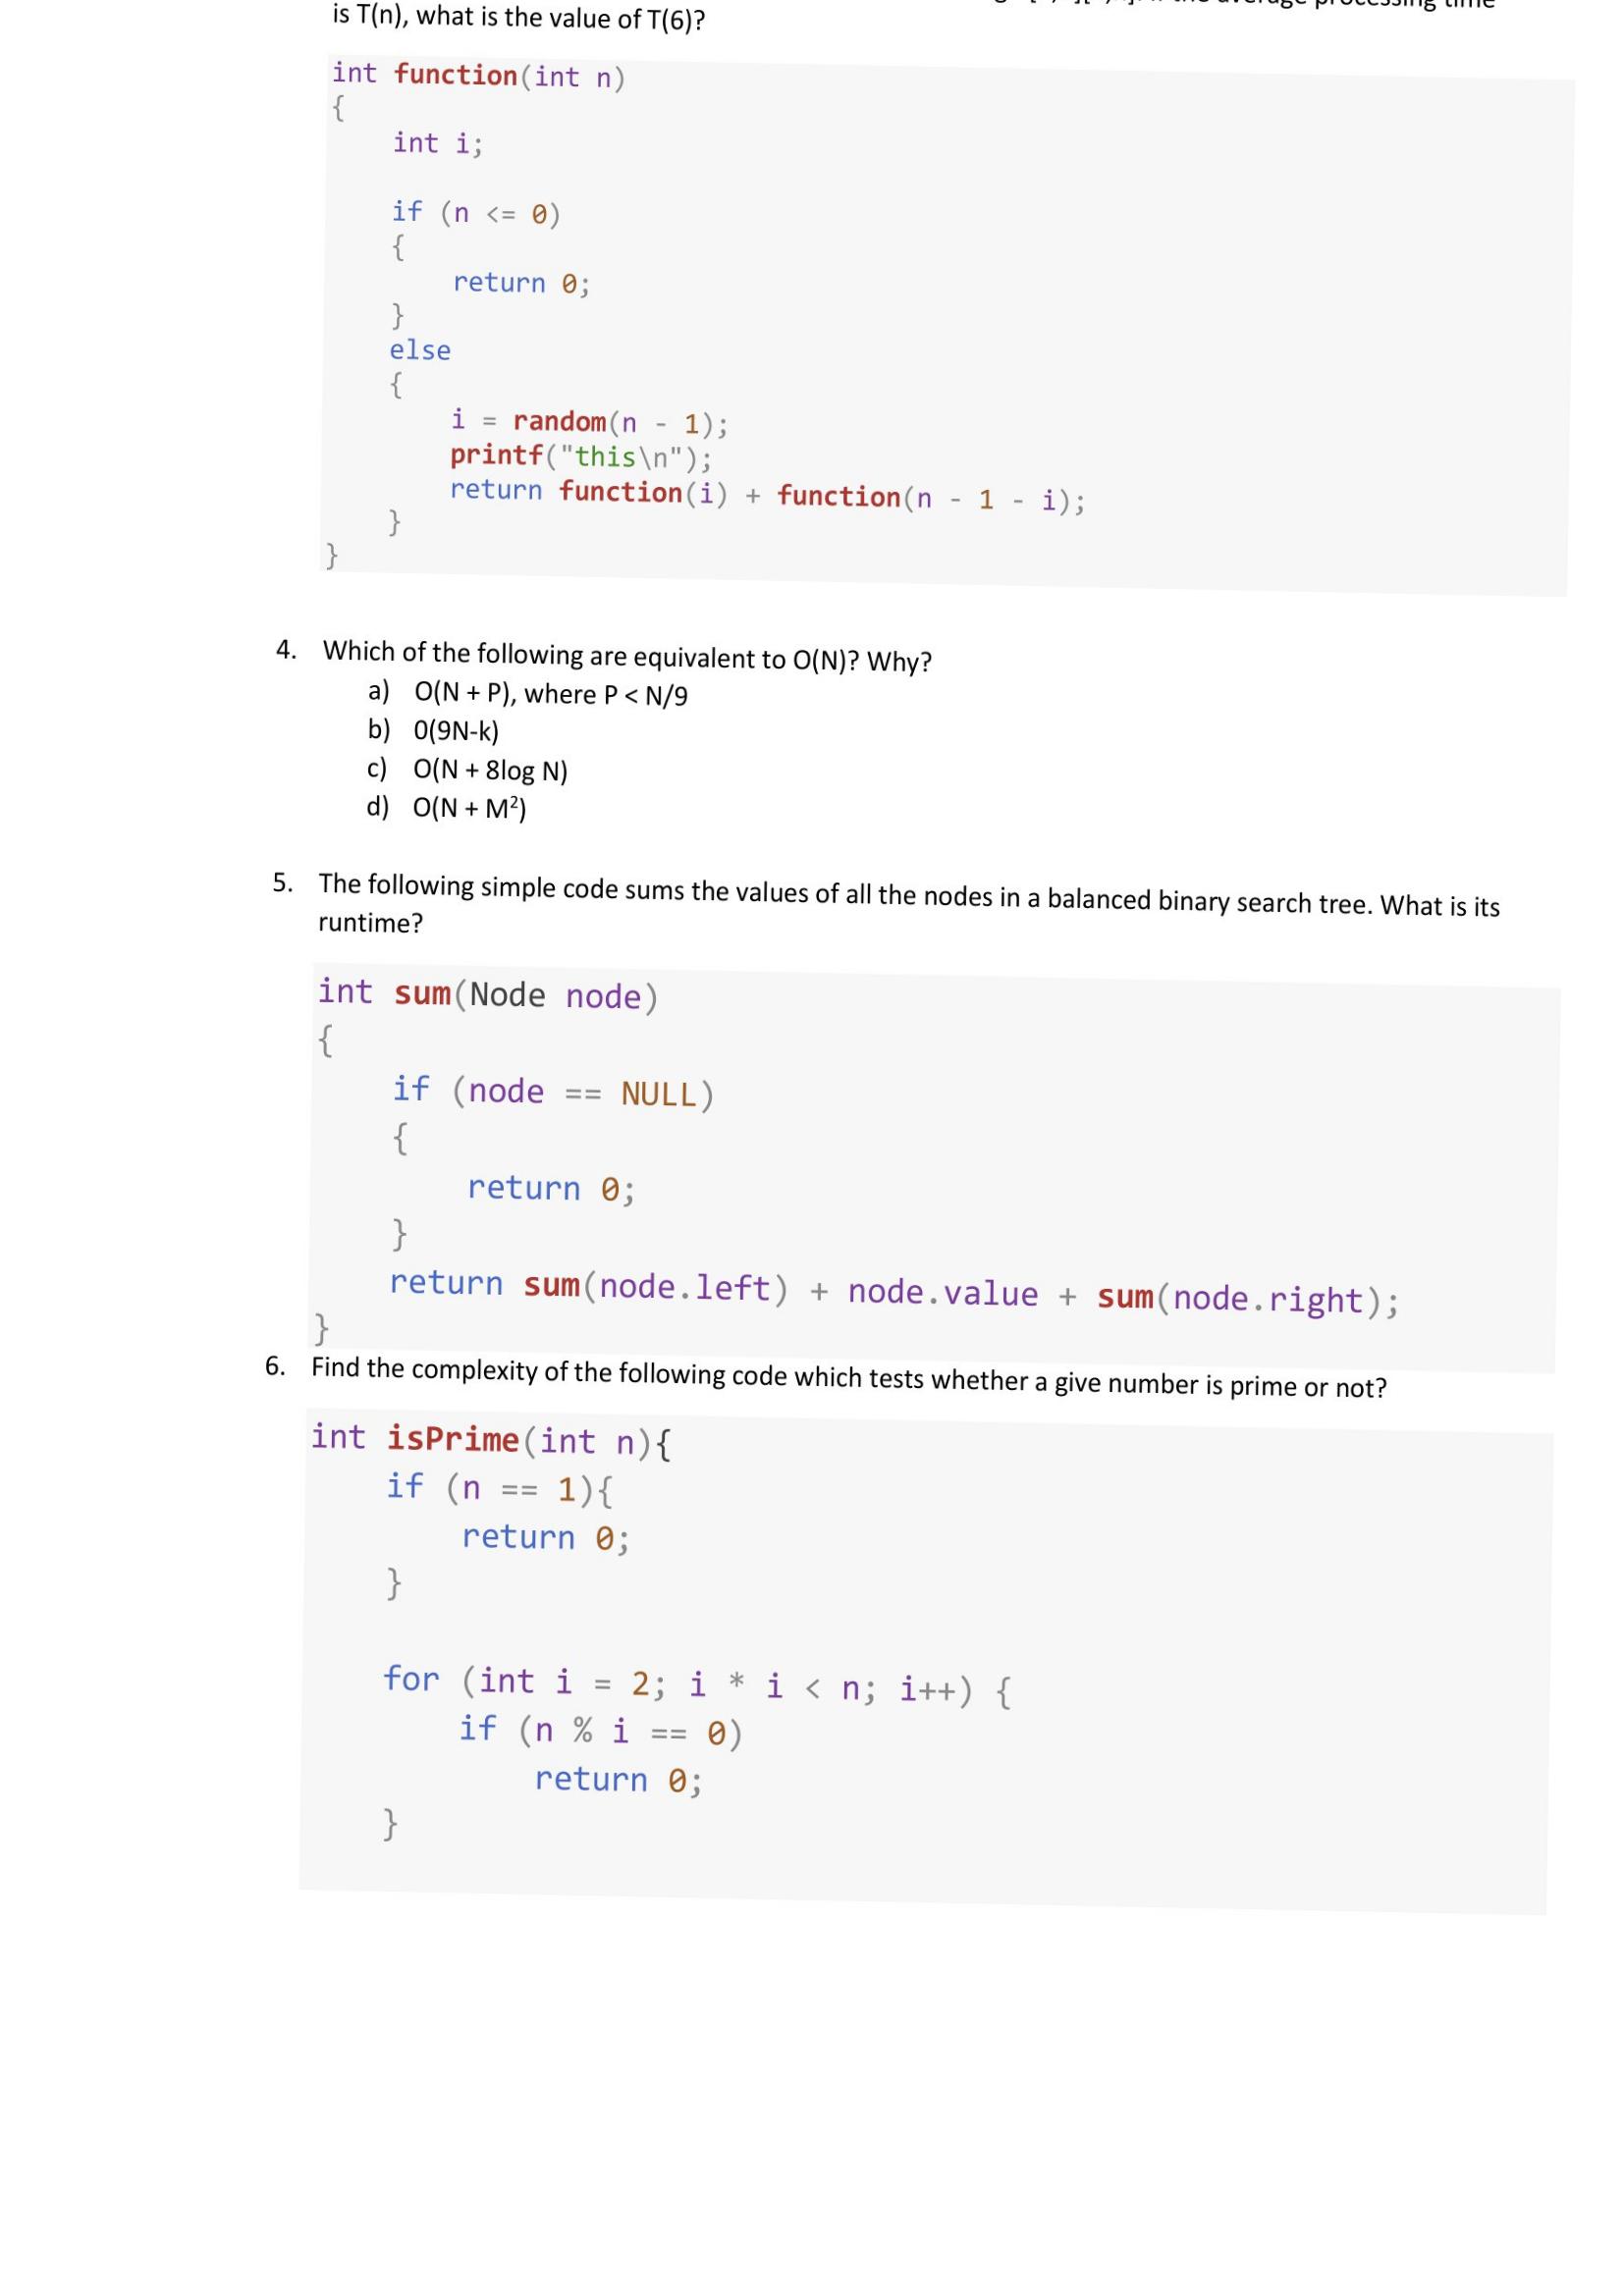 average processing time
is T(n), what is the value of T(6)?
int function(int n)
{
int i;
if (n <= 0)
{
return 0;
}
else
{
i = random(n - 1);
printf("this\n");
return function(i) + function(n - 1 - i);
}
}
4. Which of the following are equivalent to O(N)? Why?
a) O(N + P), where P < N/9
b) 0(9N-k)
c) O(N + 8log N)
d) O(N + M²)
5. The following simple code sums the values of all the nodes in a balanced binary search tree. What is its
runtime?
int sum(Node node)
{
if (node == NULL)
{
return 0;
}
return sum(node.left) + node.value + sum(node.right);
}
6. Find the complexity of the following code which tests whether a give number is prime or not?
int isPrime(int n){
if (n == 1){
return 0;
}
for (int i = 2; i * i < n; i++) {
if (n % i == 0)
return 0;
}